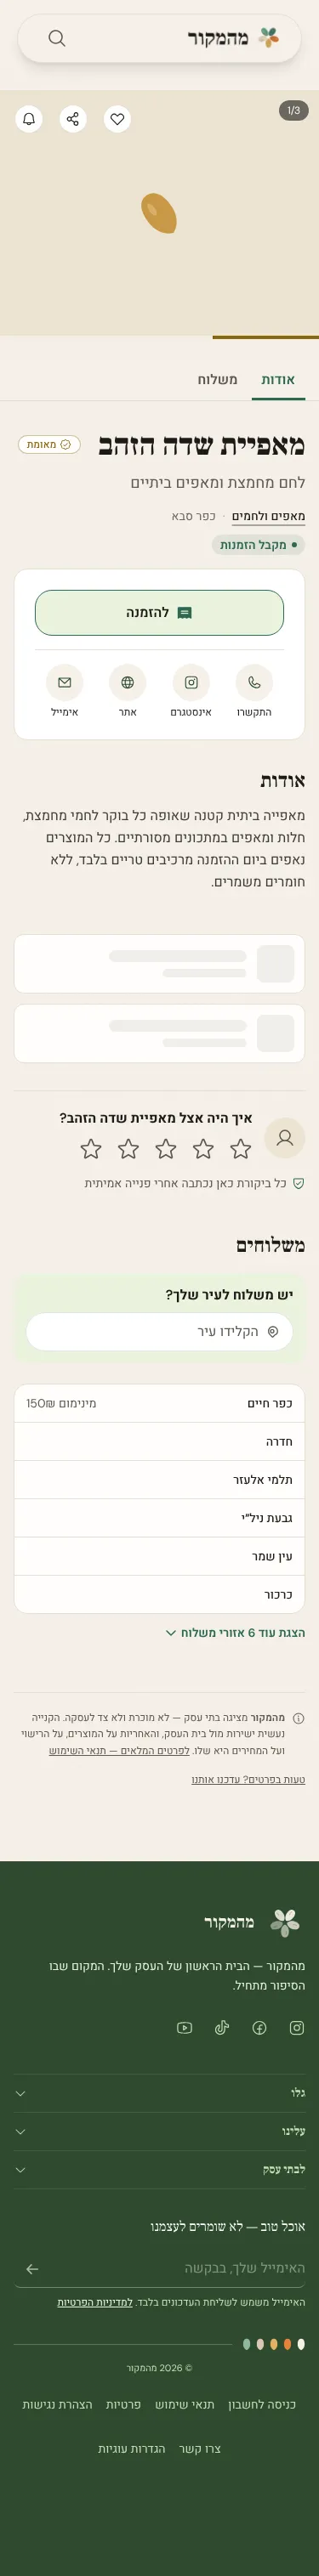 מהמקור
1/3
אודות
משלוח
מאפיית שדה הזהב
מאומת
לחם מחמצת ומאפים ביתיים
מאפים ולחמים · כפר סבא
מקבל הזמנות
להזמנה
התקשרו
אינסטגרם
אתר
אימייל
אודות
מאפייה ביתית קטנה שאופה כל בוקר לחמי מחמצת,
חלות ומאפים במתכונים מסורתיים. כל המוצרים
נאפים ביום ההזמנה מרכיבים טריים בלבד, ללא
חומרים משמרים.
איך היה אצל מאפיית שדה הזהב?
כל ביקורת כאן נכתבה אחרי פנייה אמיתית
משלוחים
יש משלוח לעיר שלך?
הקלידו עיר
כפר חיים
מינימום ₪150
חדרה
תלמי אלעזר
גבעת ניל"י
עין שמר
כרכור
הצגת עוד 6 אזורי משלוח
מהמקור מציגה בתי עסק — לא מוכרת ולא צד לעסקה. הקנייה
נעשית ישירות מול בית העסק, והאחריות על המוצרים, על הרישוי
ועל המחירים היא שלו. לפרטים המלאים — תנאי השימוש
טעות בפרטים? עדכנו אותנו
מהמקור
מהמקור — הבית הראשון של העסק שלך. המקום שבו
הסיפור מתחיל.
גלו
עלינו
לבתי עסק
אוכל טוב — לא שומרים לעצמנו
האימייל שלך, בבקשה
האימייל משמש לשליחת העדכונים בלבד. למדיניות הפרטיות
© 2026 מהמקור
כניסה לחשבון
תנאי שימוש
פרטיות
הצהרת נגישות
צרו קשר
הגדרות עוגיות